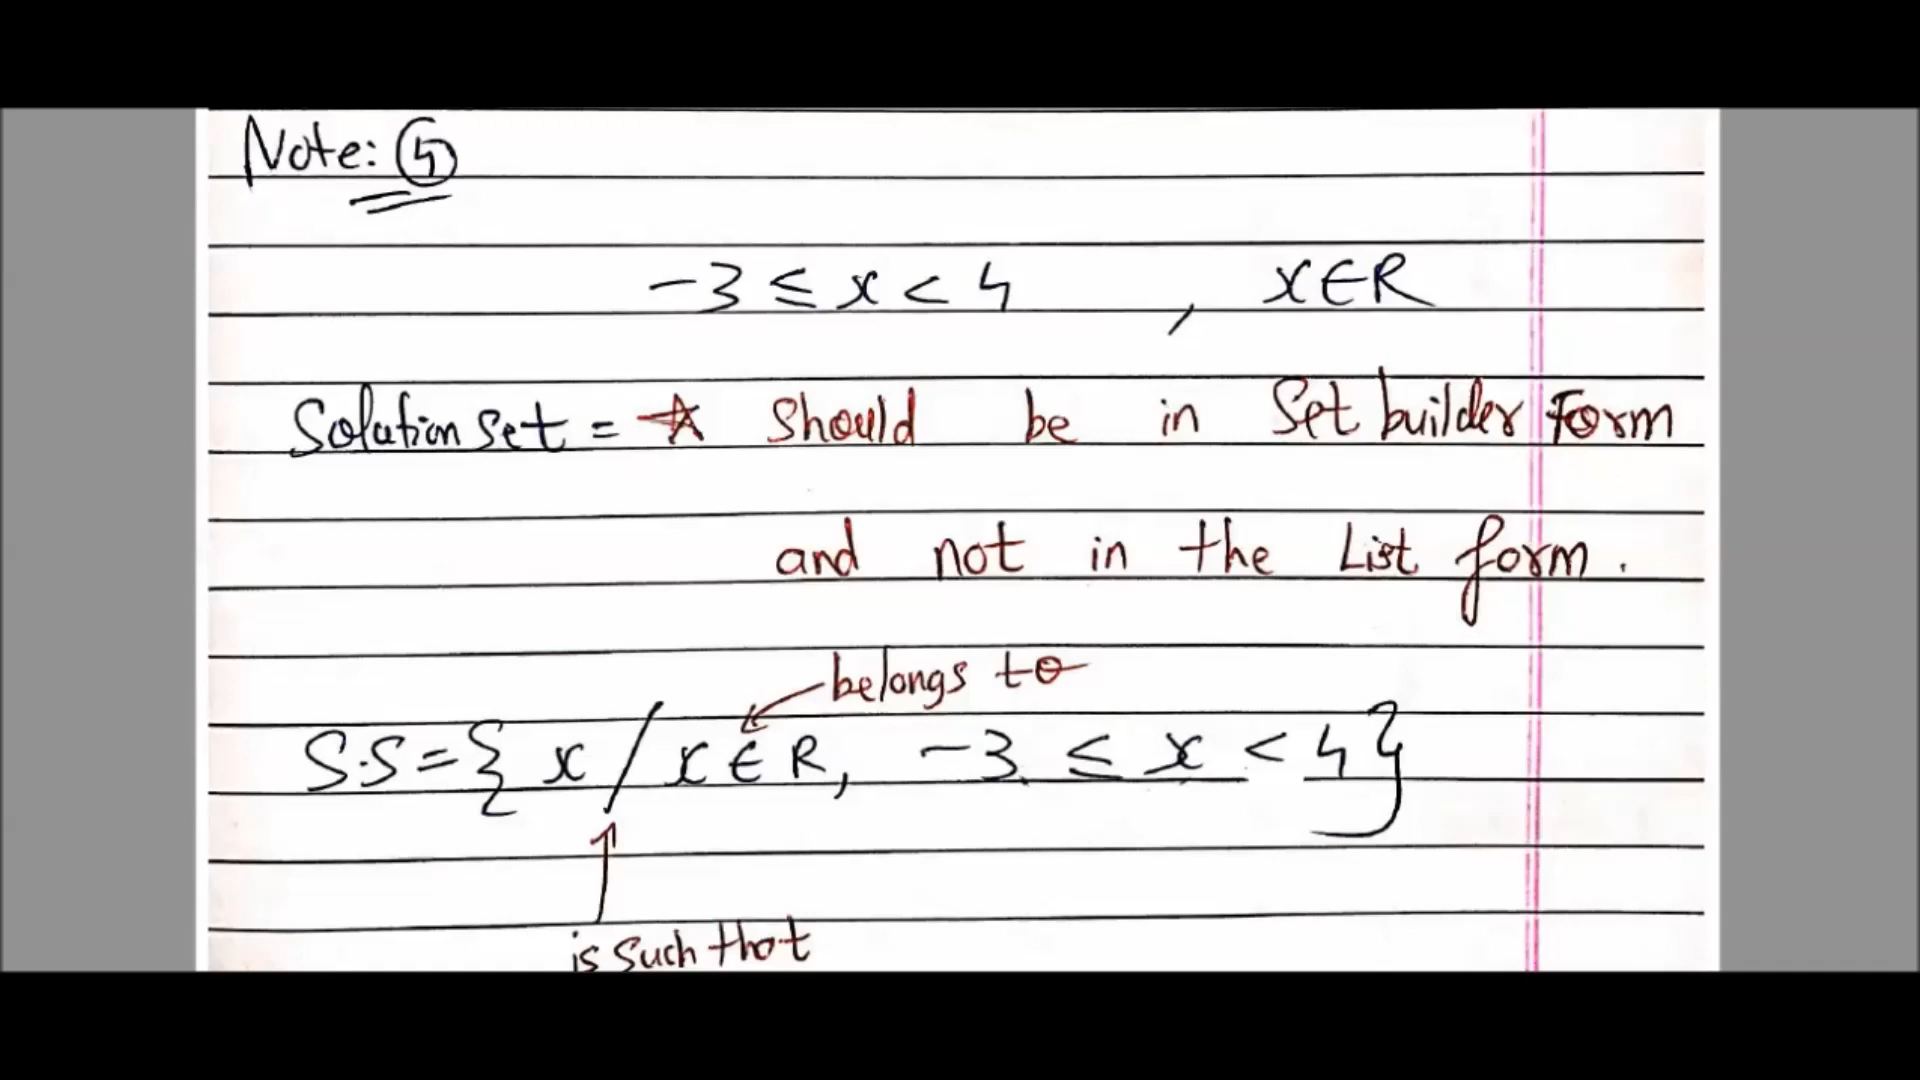 Note: 4
-3 ≤ x < 4 , x∈R
Solution set = ☆ Should be in Set builder Form
and not in the List form.
belongs to
S.S = { x / x ∈ R, -3 ≤ x < 4 }
is such that